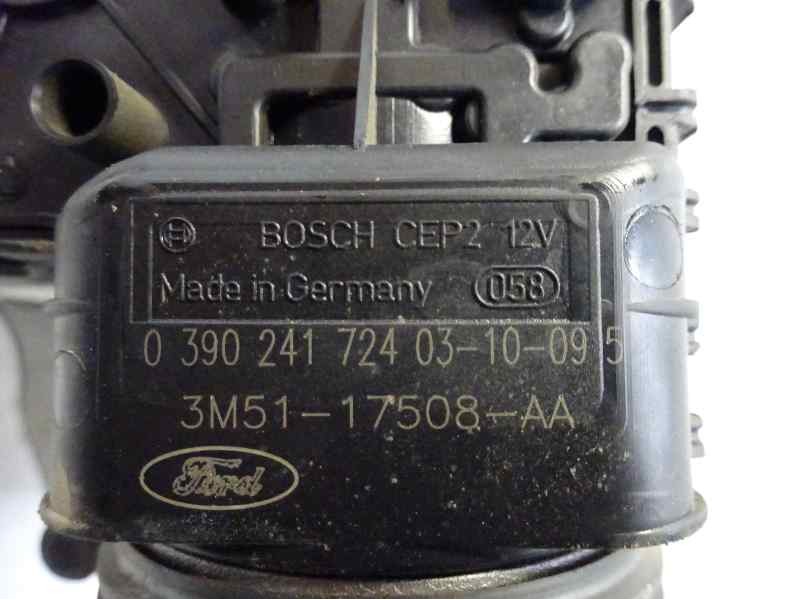 BOSCH CEP2 12V
Made in Germany 058
0 390 241 724 03-10-09 5
3M51-17508-AA
Ford